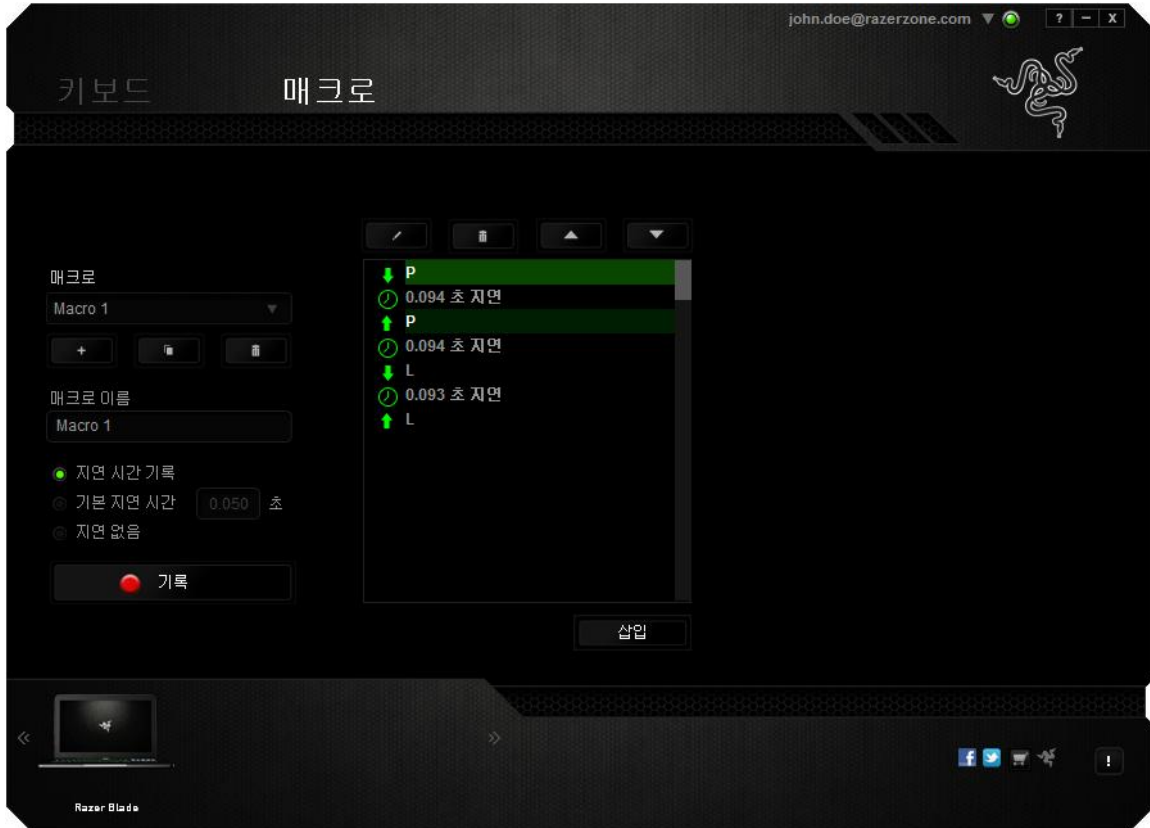 john.doe@razerzone.com
? – X
키보드
매크로
매크로
Macro 1
매크로 이름
Macro 1
지연 시간 기록
기본 지연 시간 0.050 초
지연 없음
기록
P
0.094 초 지연
P
0.094 초 지연
L
0.093 초 지연
L
삽입
Razer Blade
!